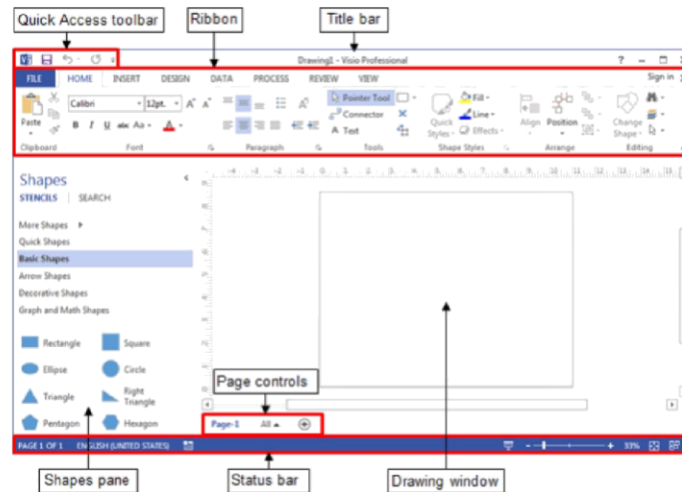 Quick Access toolbar
Ribbon
Title bar
Drawing1 - Visio Professional
?
FILE HOME INSERT DESIGN DATA PROCESS REVIEW VIEW
Sign in
Paste
Calibri 12pt. A A
B I U abc Aa A
Pointer Tool
Connector
A Text
Quick Styles
Fill
Line
Effects
Align
Position
Change Shape
Clipboard Font Paragraph Tools Shape Styles Arrange Editing
Shapes
STENCILS SEARCH
More Shapes
Quick Shapes
Basic Shapes
Arrow Shapes
Decorative Shapes
Graph and Math Shapes
Rectangle Square
Ellipse Circle
Triangle Right Triangle
Pentagon Hexagon
Page controls
Page-1 All
PAGE 1 OF 1 ENGLISH (UNITED STATES)
33%
Shapes pane
Status bar
Drawing window